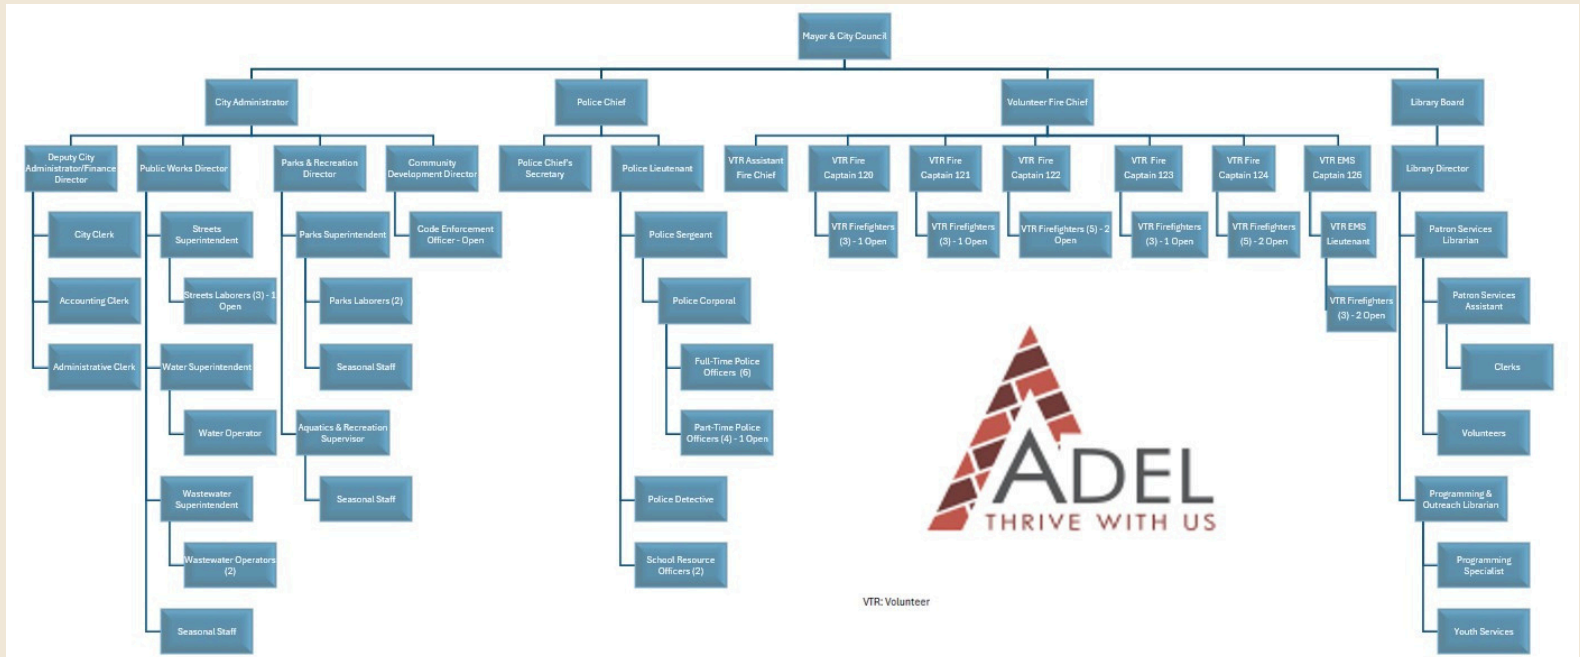 Mayor & City Council
City Administrator
Police Chief
Volunteer Fire Chief
Library Board
Deputy City
Administrator/Finance
Director
Public Works Director
Parks & Recreation
Director
Community
Development Director
Police Chief's
Secretary
Police Lieutenant
VTR Assistant
Fire Chief
VTR Fire
Captain 120
VTR Fire
Captain 121
VTR Fire
Captain 122
VTR Fire
Captain 123
VTR Fire
Captain 124
VTR EMS
Captain 126
Library Director
City Clerk
Streets
Superintendent
Parks Superintendent
Code Enforcement
Officer - Open
Police Sergeant
VTR Firefighters
(3) - 1 Open
VTR Firefighters
(3) - 1 Open
VTR Firefighters (5) - 2
Open
VTR Firefighters
(3) - 1 Open
VTR Firefighters
(5) - 2 Open
VTR EMS
Lieutenant
Patron Services
Librarian
Accounting Clerk
Streets Laborers (3) - 1
Open
Parks Laborers (2)
Police Corporal
VTR Firefighters
(3) - 2 Open
Patron Services
Assistant
Administrative Clerk
Water Superintendent
Seasonal Staff
Full-Time Police
Officers (6)
Clerks
Water Operator
Aquatics & Recreation
Supervisor
Part-Time Police
Officers (4) - 1 Open
Volunteers
Wastewater
Superintendent
Seasonal Staff
Police Detective
ADEL
THRIVE WITH US
Programming &
Outreach Librarian
Wastewater Operators
(2)
School Resource
Officers (2)
Programming
Specialist
VTR: Volunteer
Seasonal Staff
Youth Services